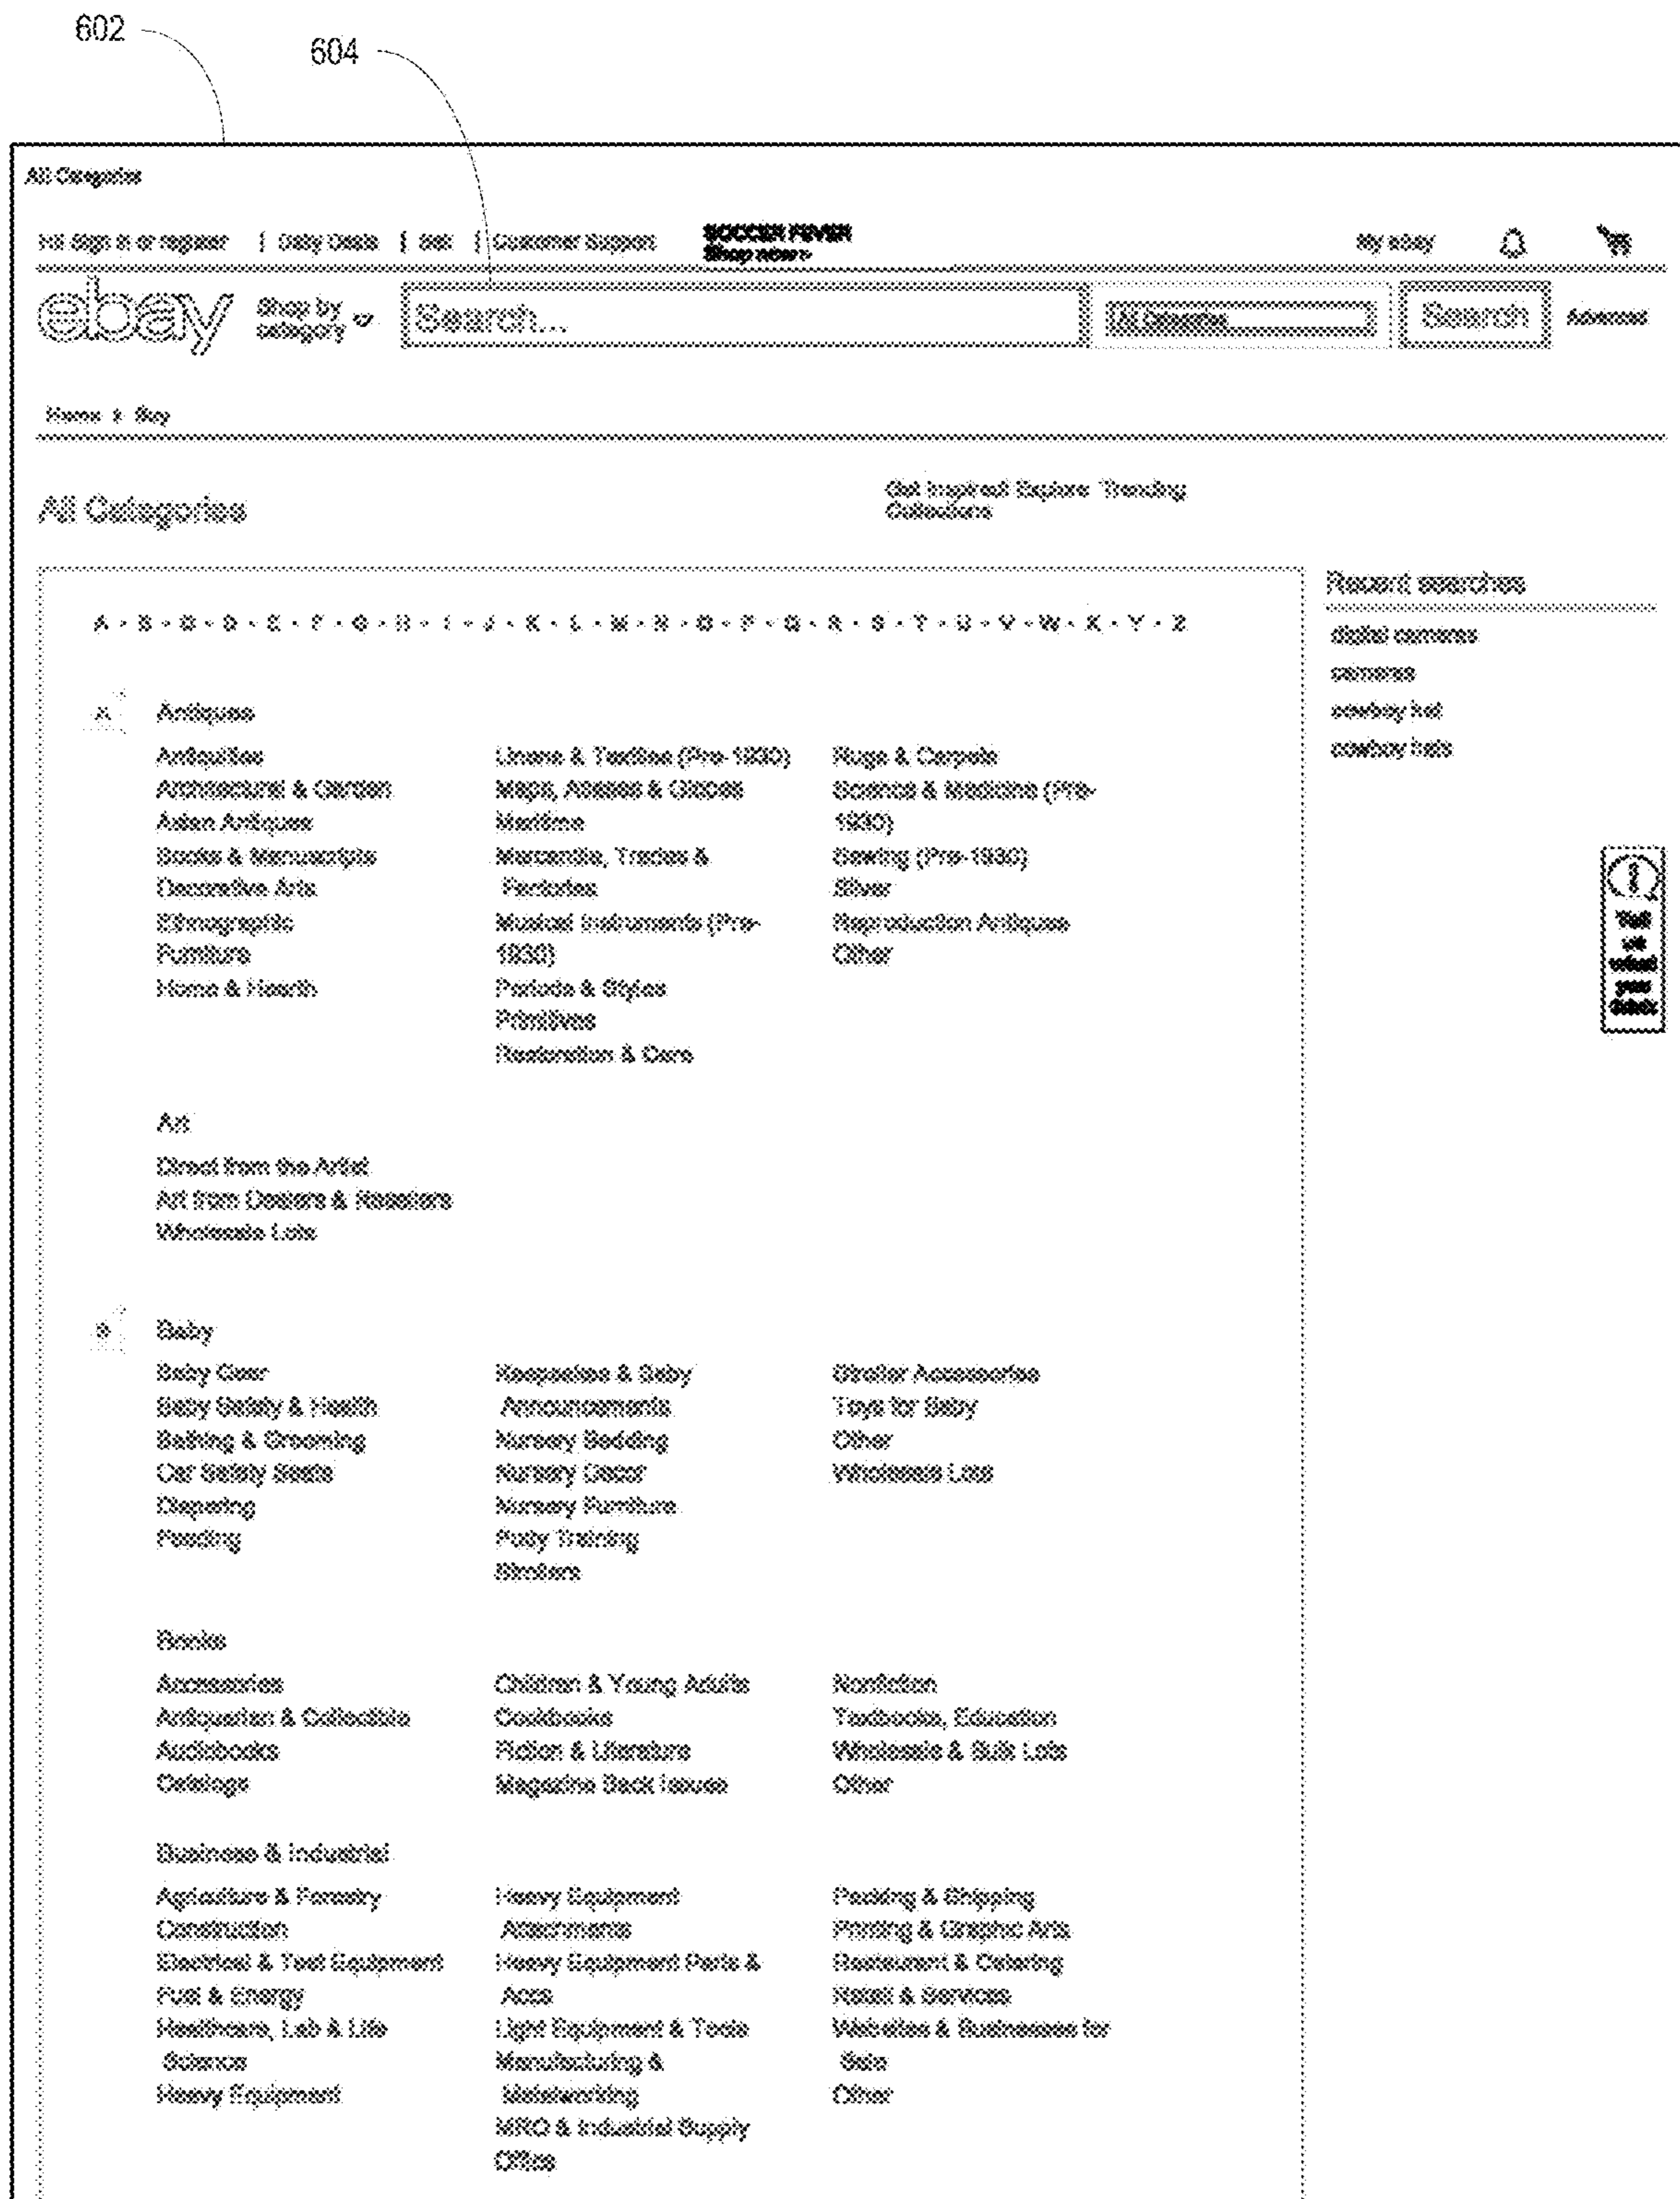 602
604
All Categories
Hi! Sign in or register | Daily Deals | Sell | Customer Support
SOCCER FEVER
Shop now >
My eBay
ebay
Shop by
category
Search...
All Categories
Search
Advanced
Home > Buy
All Categories
Get Inspired! Explore Trending
Collections
A · B · C · D · E · F · G · H · I · J · K · L · M · N · O · P · Q · R · S · T · U · V · W · X · Y · Z
Recent searches
digital cameras
cameras
cowboy hat
cowboy hats
A
Antiques
Antiquities
Architectural & Garden
Asian Antiques
Books & Manuscripts
Decorative Arts
Ethnographic
Furniture
Home & Hearth
Linens & Textiles (Pre-1930)
Maps, Atlases & Globes
Maritime
Mercantile, Trades &
Factories
Musical Instruments (Pre-
1930)
Periods & Styles
Primitives
Restoration & Care
Rugs & Carpets
Science & Medicine (Pre-
1930)
Sewing (Pre-1930)
Silver
Reproduction Antiques
Other
Tell
us
what
you
think
Art
Direct from the Artist
Art from Dealers & Resellers
Wholesale Lots
B
Baby
Baby Gear
Baby Safety & Health
Bathing & Grooming
Car Safety Seats
Diapering
Feeding
Keepsakes & Baby
Announcements
Nursery Bedding
Nursery Decor
Nursery Furniture
Potty Training
Strollers
Stroller Accessories
Toys for Baby
Other
Wholesale Lots
Books
Accessories
Antiquarian & Collectible
Audiobooks
Catalogs
Children & Young Adults
Cookbooks
Fiction & Literature
Magazine Back Issues
Nonfiction
Textbooks, Education
Wholesale & Bulk Lots
Other
Business & Industrial
Agriculture & Forestry
Construction
Electrical & Test Equipment
Fuel & Energy
Healthcare, Lab & Life
Science
Heavy Equipment
Heavy Equipment
Attachments
Heavy Equipment Parts &
Accs
Light Equipment & Tools
Manufacturing &
Metalworking
MRO & Industrial Supply
Office
Packing & Shipping
Printing & Graphic Arts
Restaurant & Catering
Retail & Services
Websites & Businesses for
Sale
Other